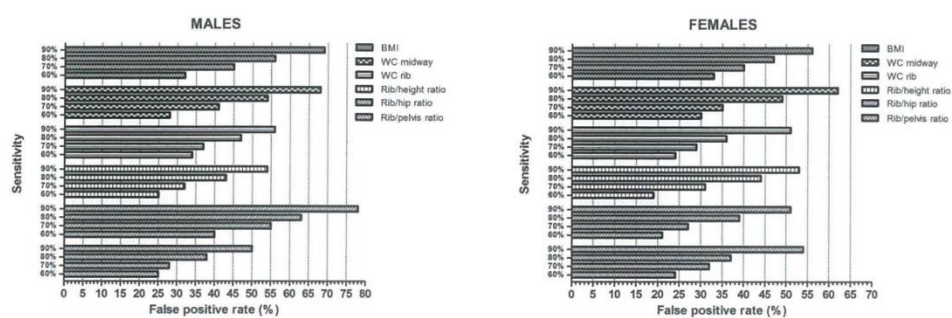 MALES
90%
80%
70%
60%
90%
80%
70%
60%
90%
80%
70%
60%
90%
80%
70%
60%
90%
80%
70%
60%
90%
80%
70%
60%
Sensitivity
0 5 10 15 20 25 30 35 40 45 50 55 60 65 70 75 78 80
False positive rate (%)
BMI
WC midway
WC rib
Rib/height ratio
Rib/hip ratio
Rib/pelvis ratio
FEMALES
90%
80%
70%
60%
90%
80%
70%
60%
90%
80%
70%
60%
90%
80%
70%
60%
90%
80%
70%
60%
90%
80%
70%
60%
Sensitivity
0 5 10 15 20 25 30 35 40 45 50 55 60 65 70
False positive rate (%)
BMI
WC midway
WC rib
Rib/height ratio
Rib/hip ratio
Rib/pelvis ratio